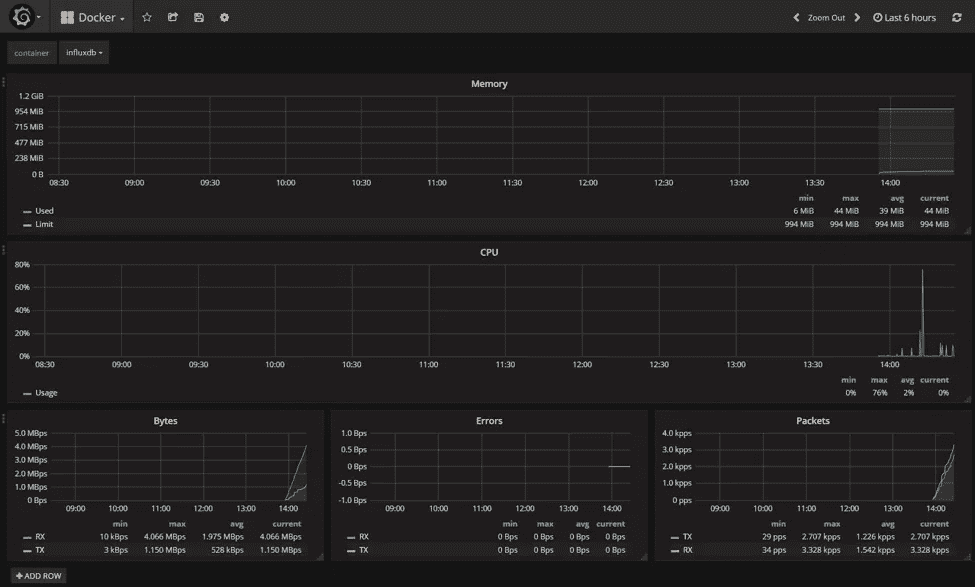 Docker
Zoom Out Last 6 hours
container influxdb
Memory
1.2 GiB
954 MiB
715 MiB
477 MiB
238 MiB
0 B
08:30 09:00 09:30 10:00 10:30 11:00 11:30 12:00 12:30 13:00 13:30 14:00
min max avg current
Used 6 MiB 44 MiB 39 MiB 44 MiB
Limit 994 MiB 994 MiB 994 MiB 994 MiB
CPU
80%
60%
40%
20%
0%
08:30 09:00 09:30 10:00 10:30 11:00 11:30 12:00 12:30 13:00 13:30 14:00
min max avg current
Usage 0% 76% 2% 0%
Bytes
5.0 MBps
4.0 MBps
3.0 MBps
2.0 MBps
1.0 MBps
0 Bps
09:00 10:00 11:00 12:00 13:00 14:00
min max avg current
RX 10 kBps 4.066 MBps 1.975 MBps 4.066 MBps
TX 3 kBps 1.150 MBps 528 kBps 1.150 MBps
Errors
1.0 Bps
0.5 Bps
0 Bps
-0.5 Bps
-1.0 Bps
09:00 10:00 11:00 12:00 13:00 14:00
min max avg current
RX 0 Bps 0 Bps 0 Bps 0 Bps
TX 0 Bps 0 Bps 0 Bps 0 Bps
Packets
4.0 kpps
3.0 kpps
2.0 kpps
1.0 kpps
0 pps
09:00 10:00 11:00 12:00 13:00 14:00
min max avg current
TX 29 pps 2.707 kpps 1.226 kpps 2.707 kpps
RX 34 pps 3.328 kpps 1.542 kpps 3.328 kpps
+ ADD ROW